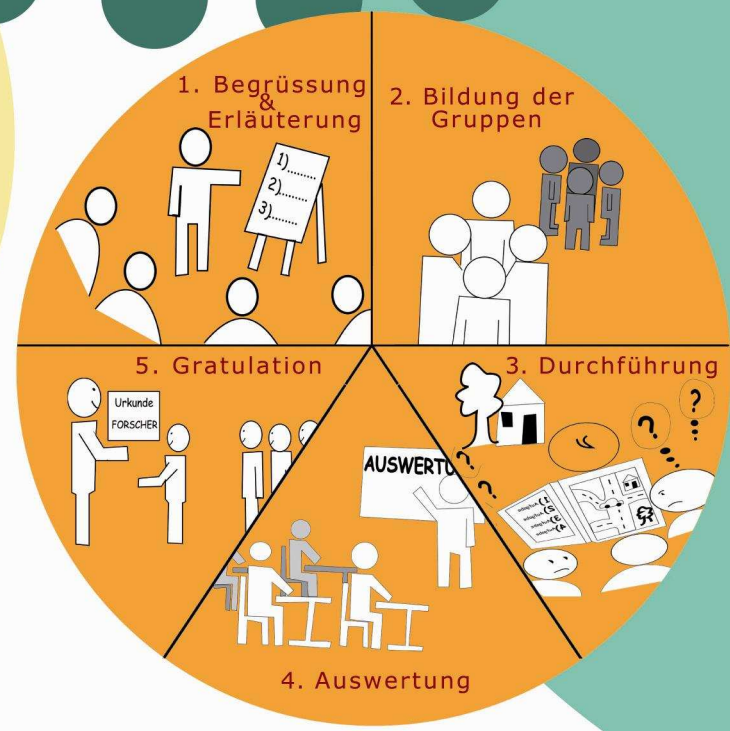 1. Begrüssung
&
Erläuterung
1)........
2)........
3)........
2. Bildung der
Gruppen
3. Durchführung
?
?
?
?
4. Auswertung
AUSWERTU
5. Gratulation
Urkunde
FORSCHER